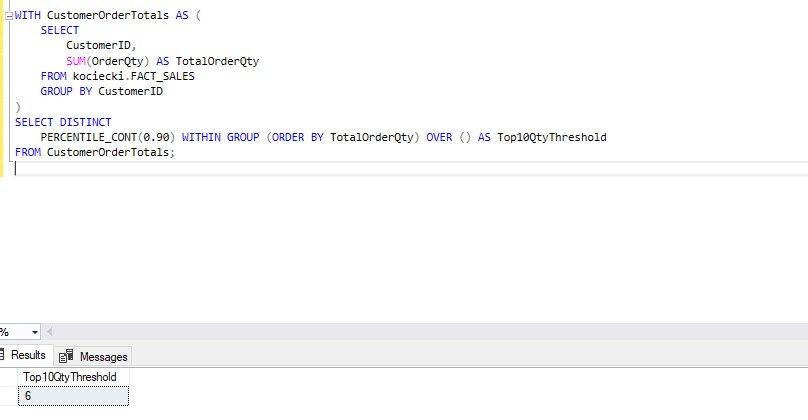 WITH CustomerOrderTotals AS (
SELECT
CustomerID,
SUM(OrderQty) AS TotalOrderQty
FROM kociecki.FACT_SALES
GROUP BY CustomerID
)
SELECT DISTINCT
PERCENTILE_CONT(0.90) WITHIN GROUP (ORDER BY TotalOrderQty) OVER () AS Top10QtyThreshold
FROM CustomerOrderTotals;
%
Results Messages
Top10QtyThreshold
6